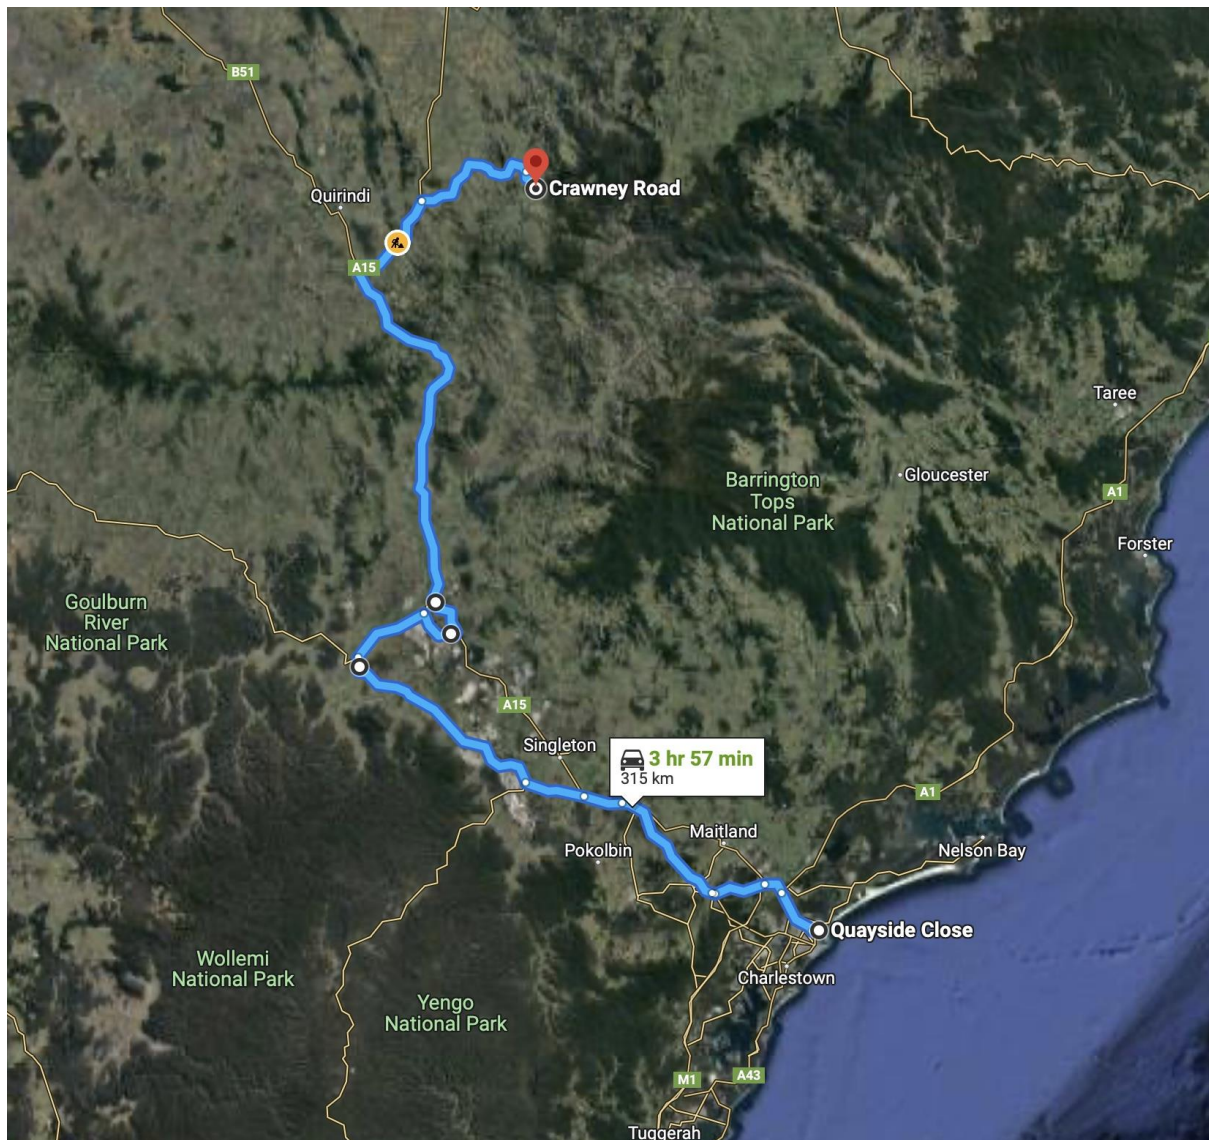 B51
Quirindi
Crawney Road
A15
Taree
Barrington
Tops
National Park
Gloucester
A1
Forster
Goulburn
River
National Park
A15
Singleton
3 hr 57 min
315 km
A1
Maitland
Pokolbin
Nelson Bay
Quayside Close
Wollemi
National Park
Charlestown
Yengo
National Park
M1
A43
Tuggerah